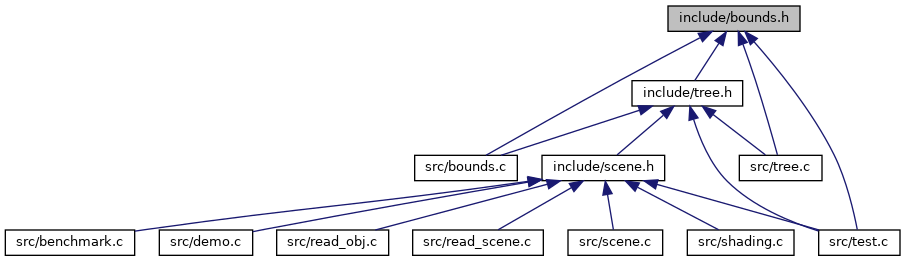 include/bounds.h
include/tree.h
src/bounds.c
include/scene.h
src/tree.c
src/benchmark.c
src/demo.c
src/read_obj.c
src/read_scene.c
src/scene.c
src/shading.c
src/test.c